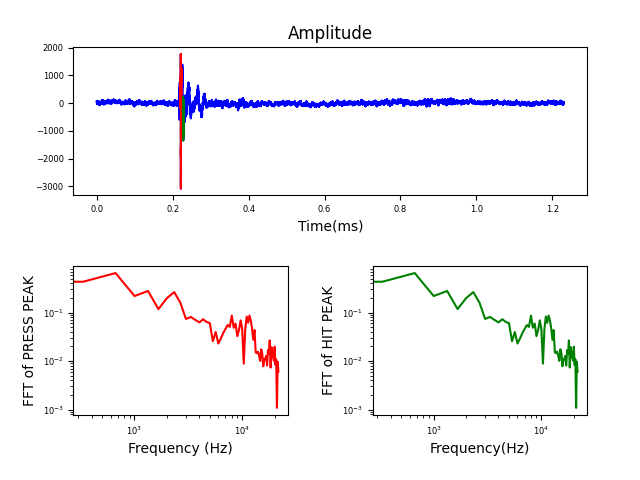 Amplitude
2000
1000
0
−1000
−2000
−3000
0.0 0.2 0.4 0.6 0.8 1.0 1.2
Time(ms)
FFT of PRESS PEAK
10⁻¹
10⁻²
10⁻³
10³ 10⁴
Frequency (Hz)
FFT of HIT PEAK
10⁻¹
10⁻²
10⁻³
10³ 10⁴
Frequency(Hz)